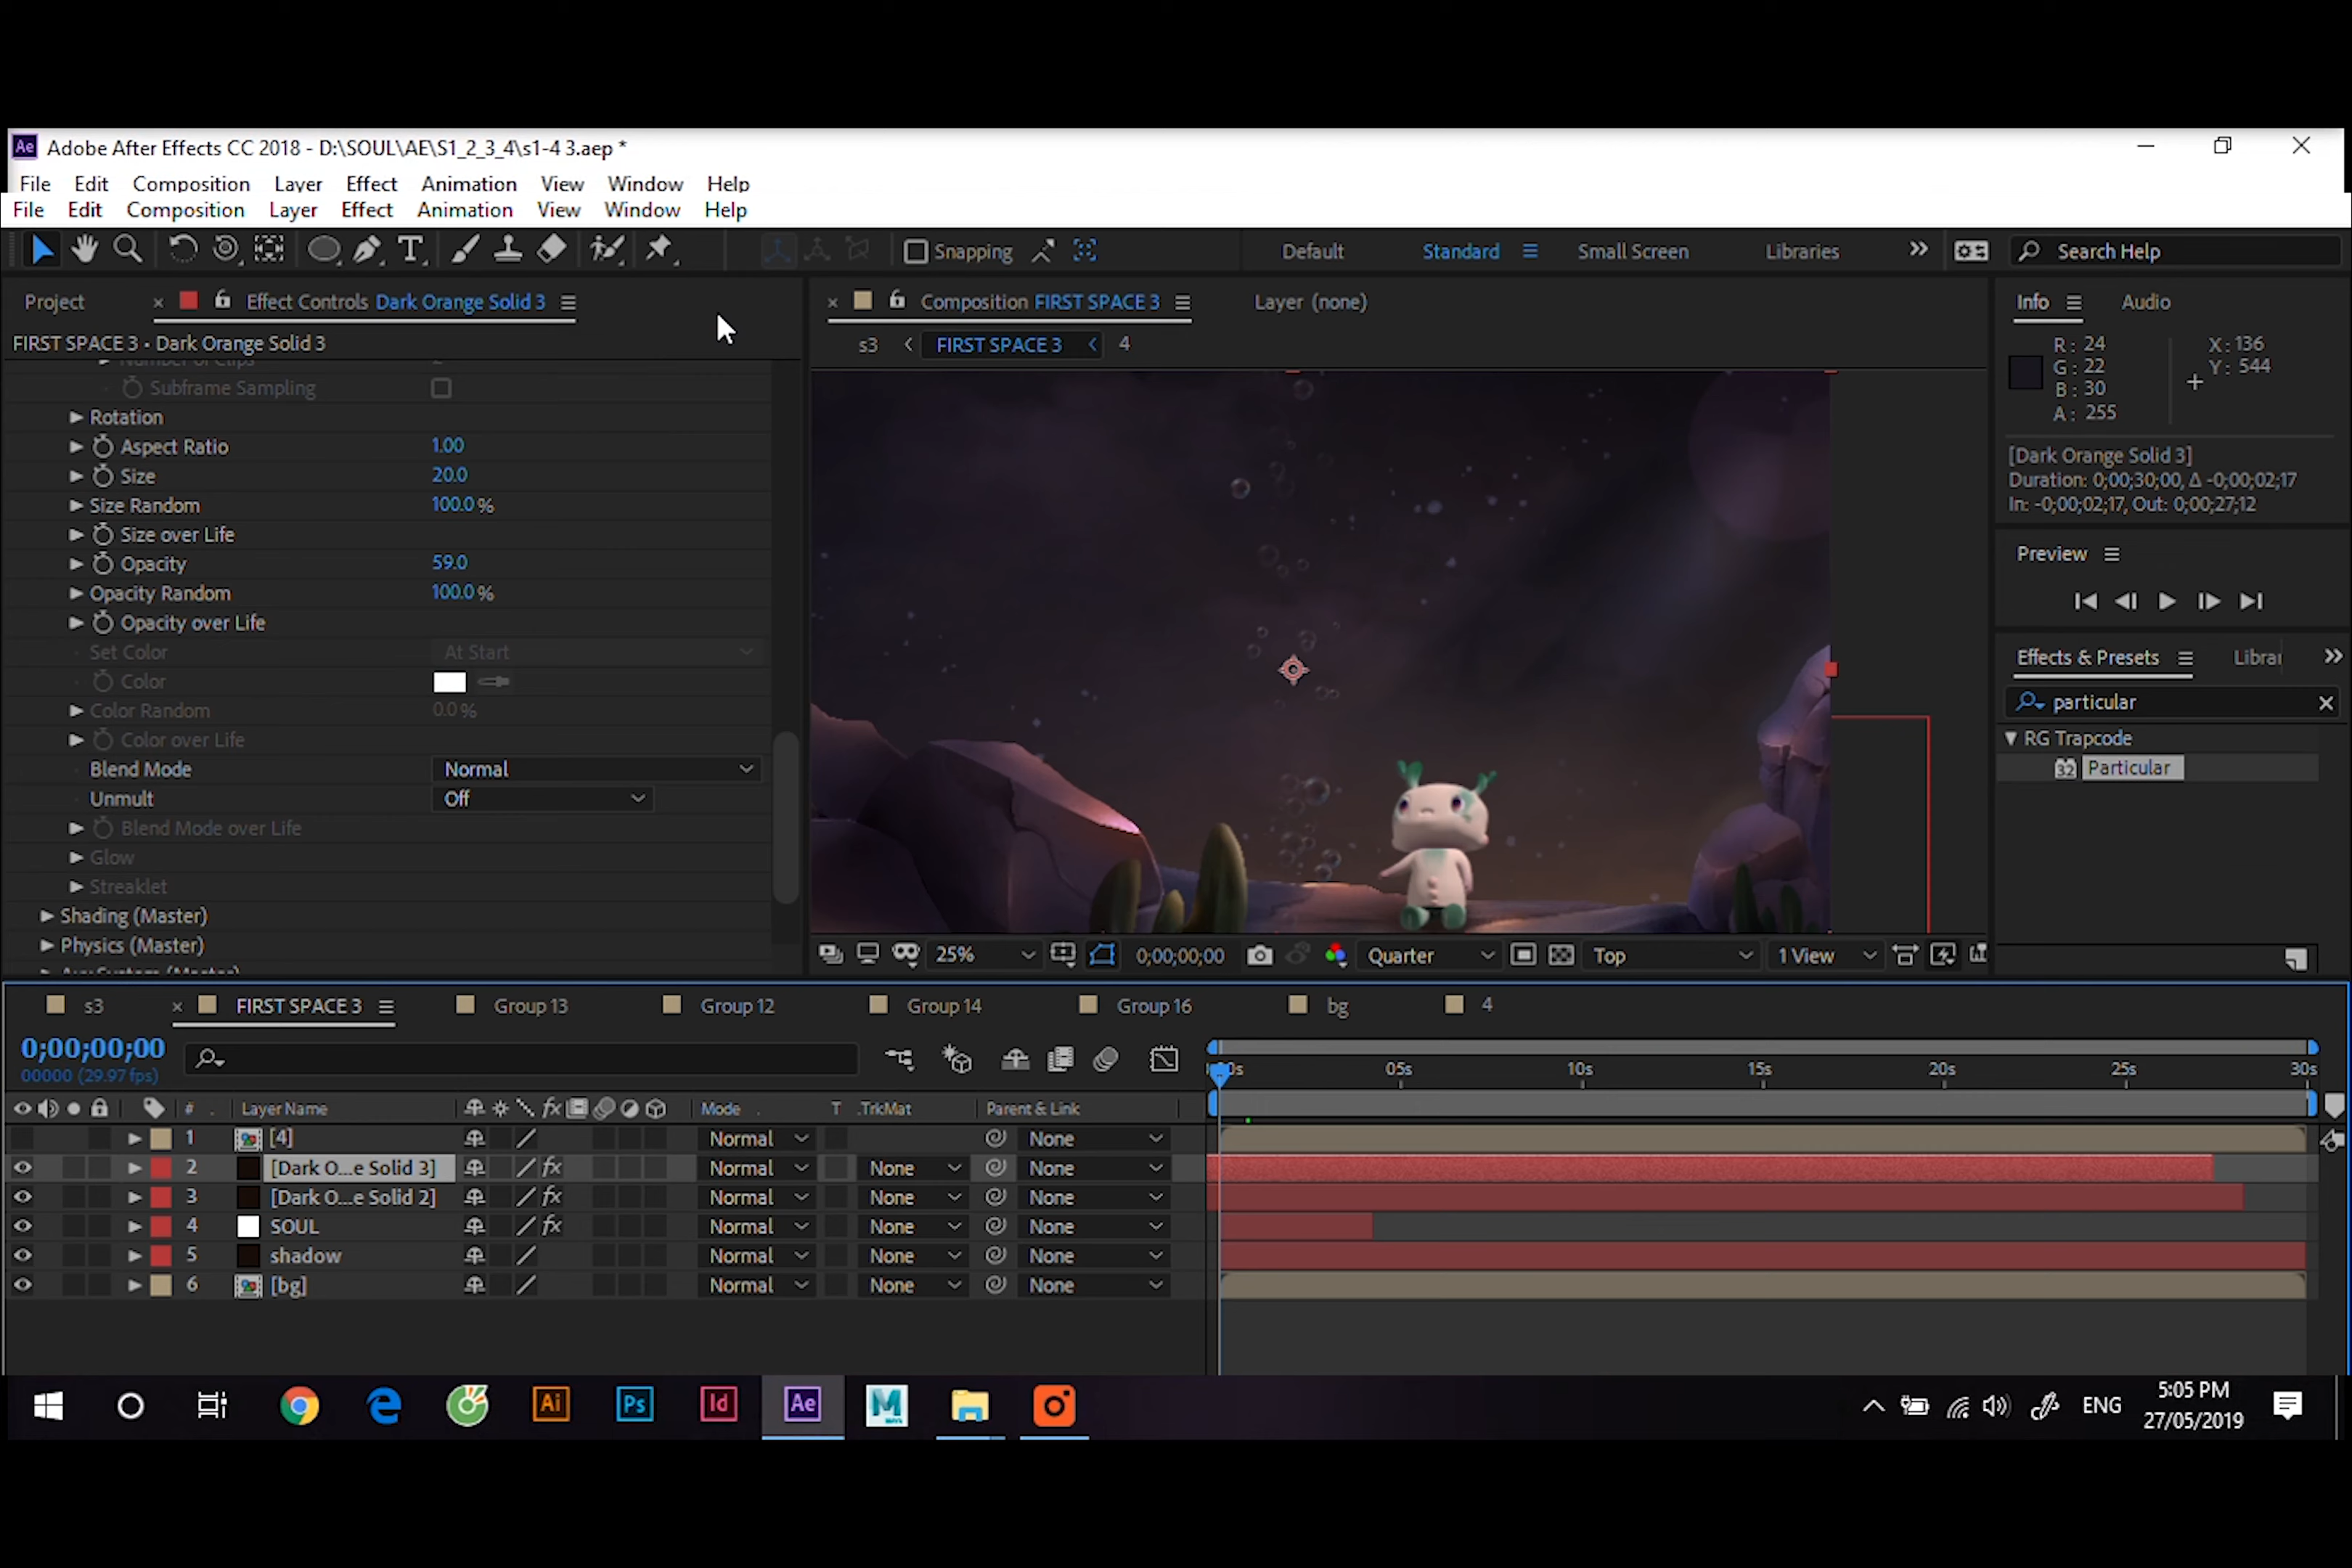 Ae Adobe After Effects CC 2018 - D:\SOUL\AE\S1_2_3_4\s1-4 3.aep *
File Edit Composition Layer Effect Animation View Window Help
File Edit Composition Layer Effect Animation View Window Help
T Snapping Default Standard Small Screen Libraries Search Help
Project Effect Controls Dark Orange Solid 3
FIRST SPACE 3 • Dark Orange Solid 3
Number of Clips 2
Subframe Sampling
Rotation
Aspect Ratio 1.00
Size 20.0
Size Random 100.0 %
Size over Life
Opacity 59.0
Opacity Random 100.0 %
Opacity over Life
Set Color At Start
Color
Color Random 0.0 %
Color over Life
Blend Mode Normal
Unmult Off
Blend Mode over Life
Glow
Streaklet
Shading (Master)
Physics (Master)
Composition FIRST SPACE 3 Layer (none)
s3 FIRST SPACE 3 4
25% 0;00;00;00 Quarter Top 1 View
Info Audio
R: 24 X: 136
G: 22 Y: 544
B: 30
A: 255
[Dark Orange Solid 3]
Duration: 0;00;30;00, Δ -0;00;02;17
In: -0;00;02;17, Out: 0;00;27;12
Preview
Effects & Presets Librar
particular
RG Trapcode
32 Particular
s3 FIRST SPACE 3 Group 13 Group 12 Group 14 Group 16 bg 4
0;00;00;00
00000 (29.97 fps)
05s 10s 15s 20s 25s 30s
# Layer Name fx Mode T .TrkMat Parent & Link
1 [4] Normal None
2 [Dark O...e Solid 3] fx Normal None None
3 [Dark O...e Solid 2] fx Normal None None
4 SOUL fx Normal None None
5 shadow Normal None None
6 [bg] Normal None None
Ai Ps Id Ae M
ENG
5:05 PM
27/05/2019